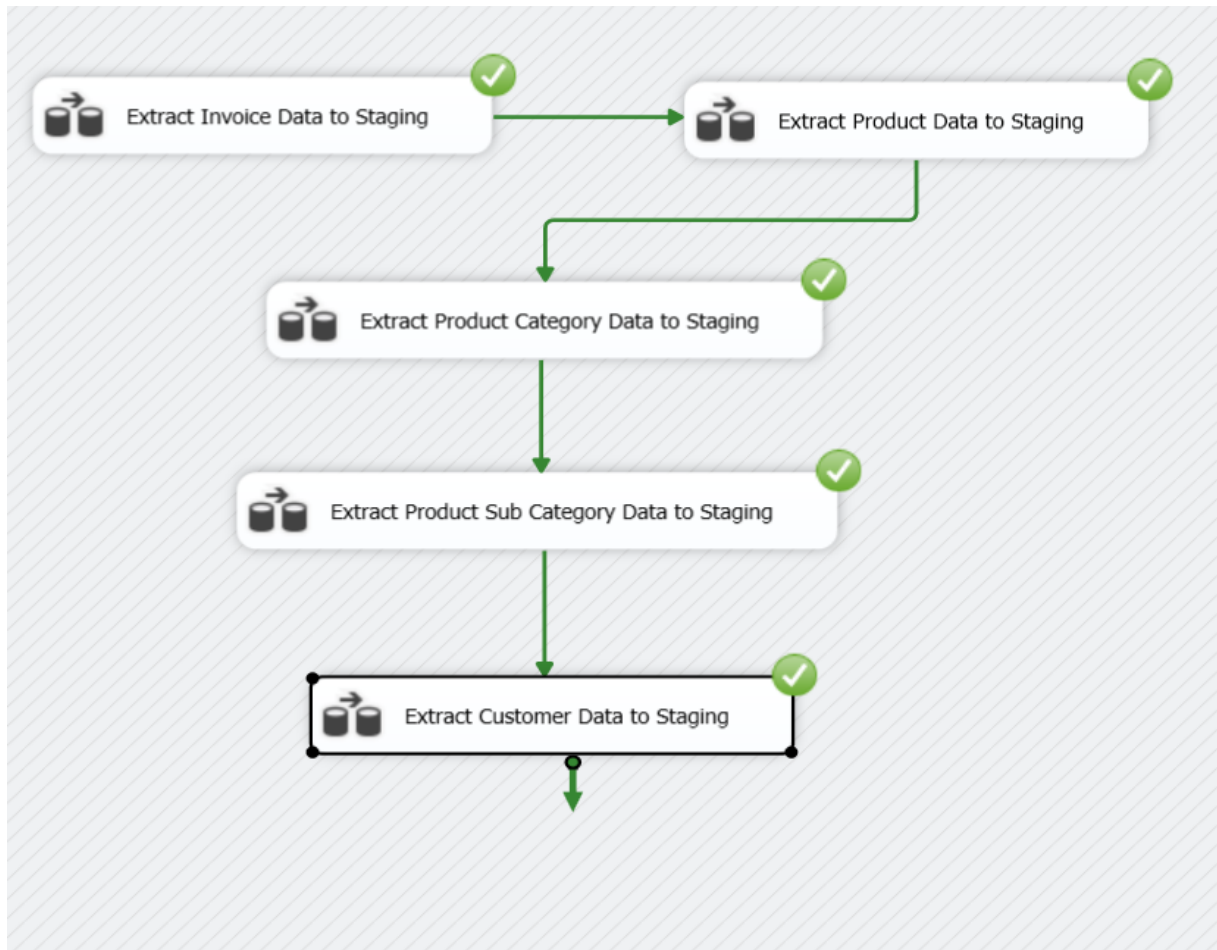 Extract Invoice Data to Staging
Extract Product Data to Staging
Extract Product Category Data to Staging
Extract Product Sub Category Data to Staging
Extract Customer Data to Staging